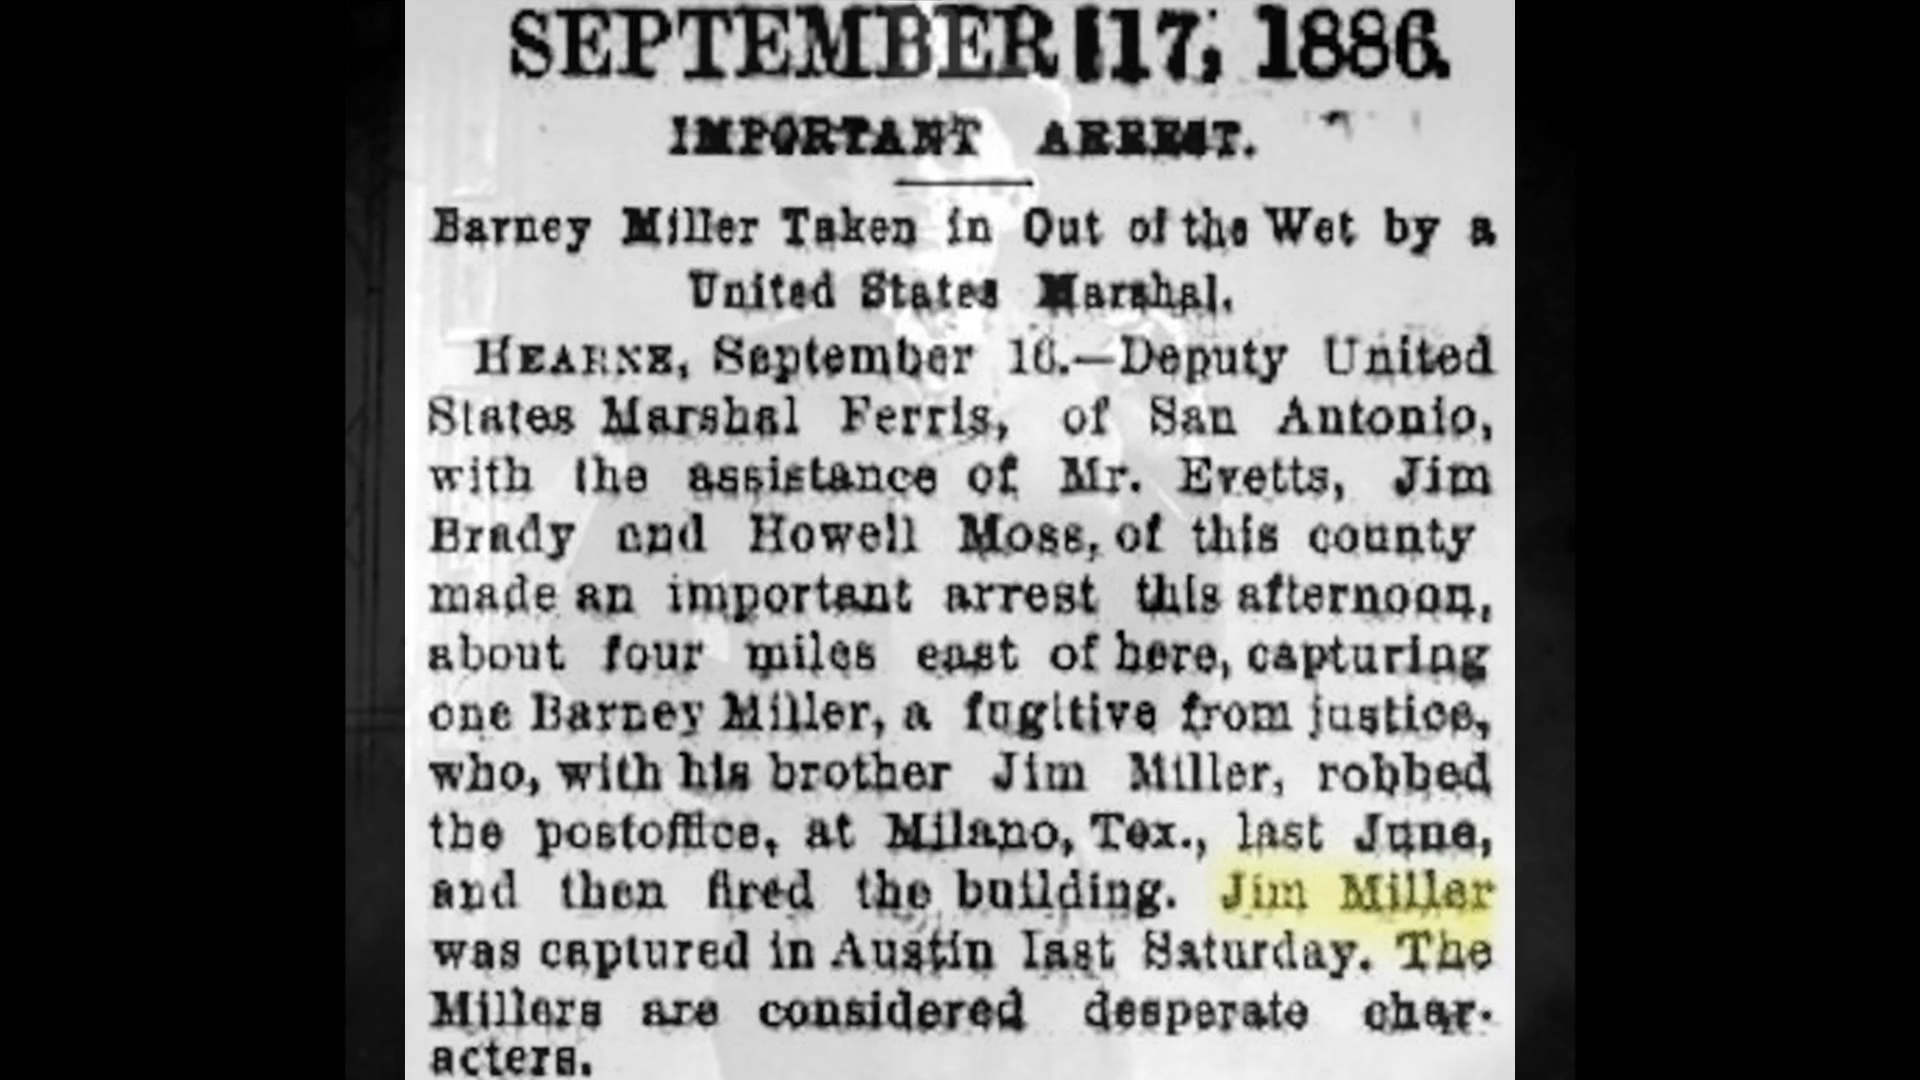 SEPTEMBER 17, 1886.
IMPORTANT ARREST.
Barney Miller Taken in Out of the Wet by a
United States Marshal.
HEARNE, September 16.—Deputy United
States Marshal Ferris, of San Antonio,
with the assistance of Mr. Evetts, Jim
Brady and Howell Moss, of this county
made an important arrest this afternoon,
about four miles east of here, capturing
one Barney Miller, a fugitive from justice,
who, with his brother Jim Miller, robbed
the postoffice, at Milano, Tex., last June,
and then fired the building. Jim Miller
was captured in Austin last Saturday. The
Millers are considered desperate char-
acters.